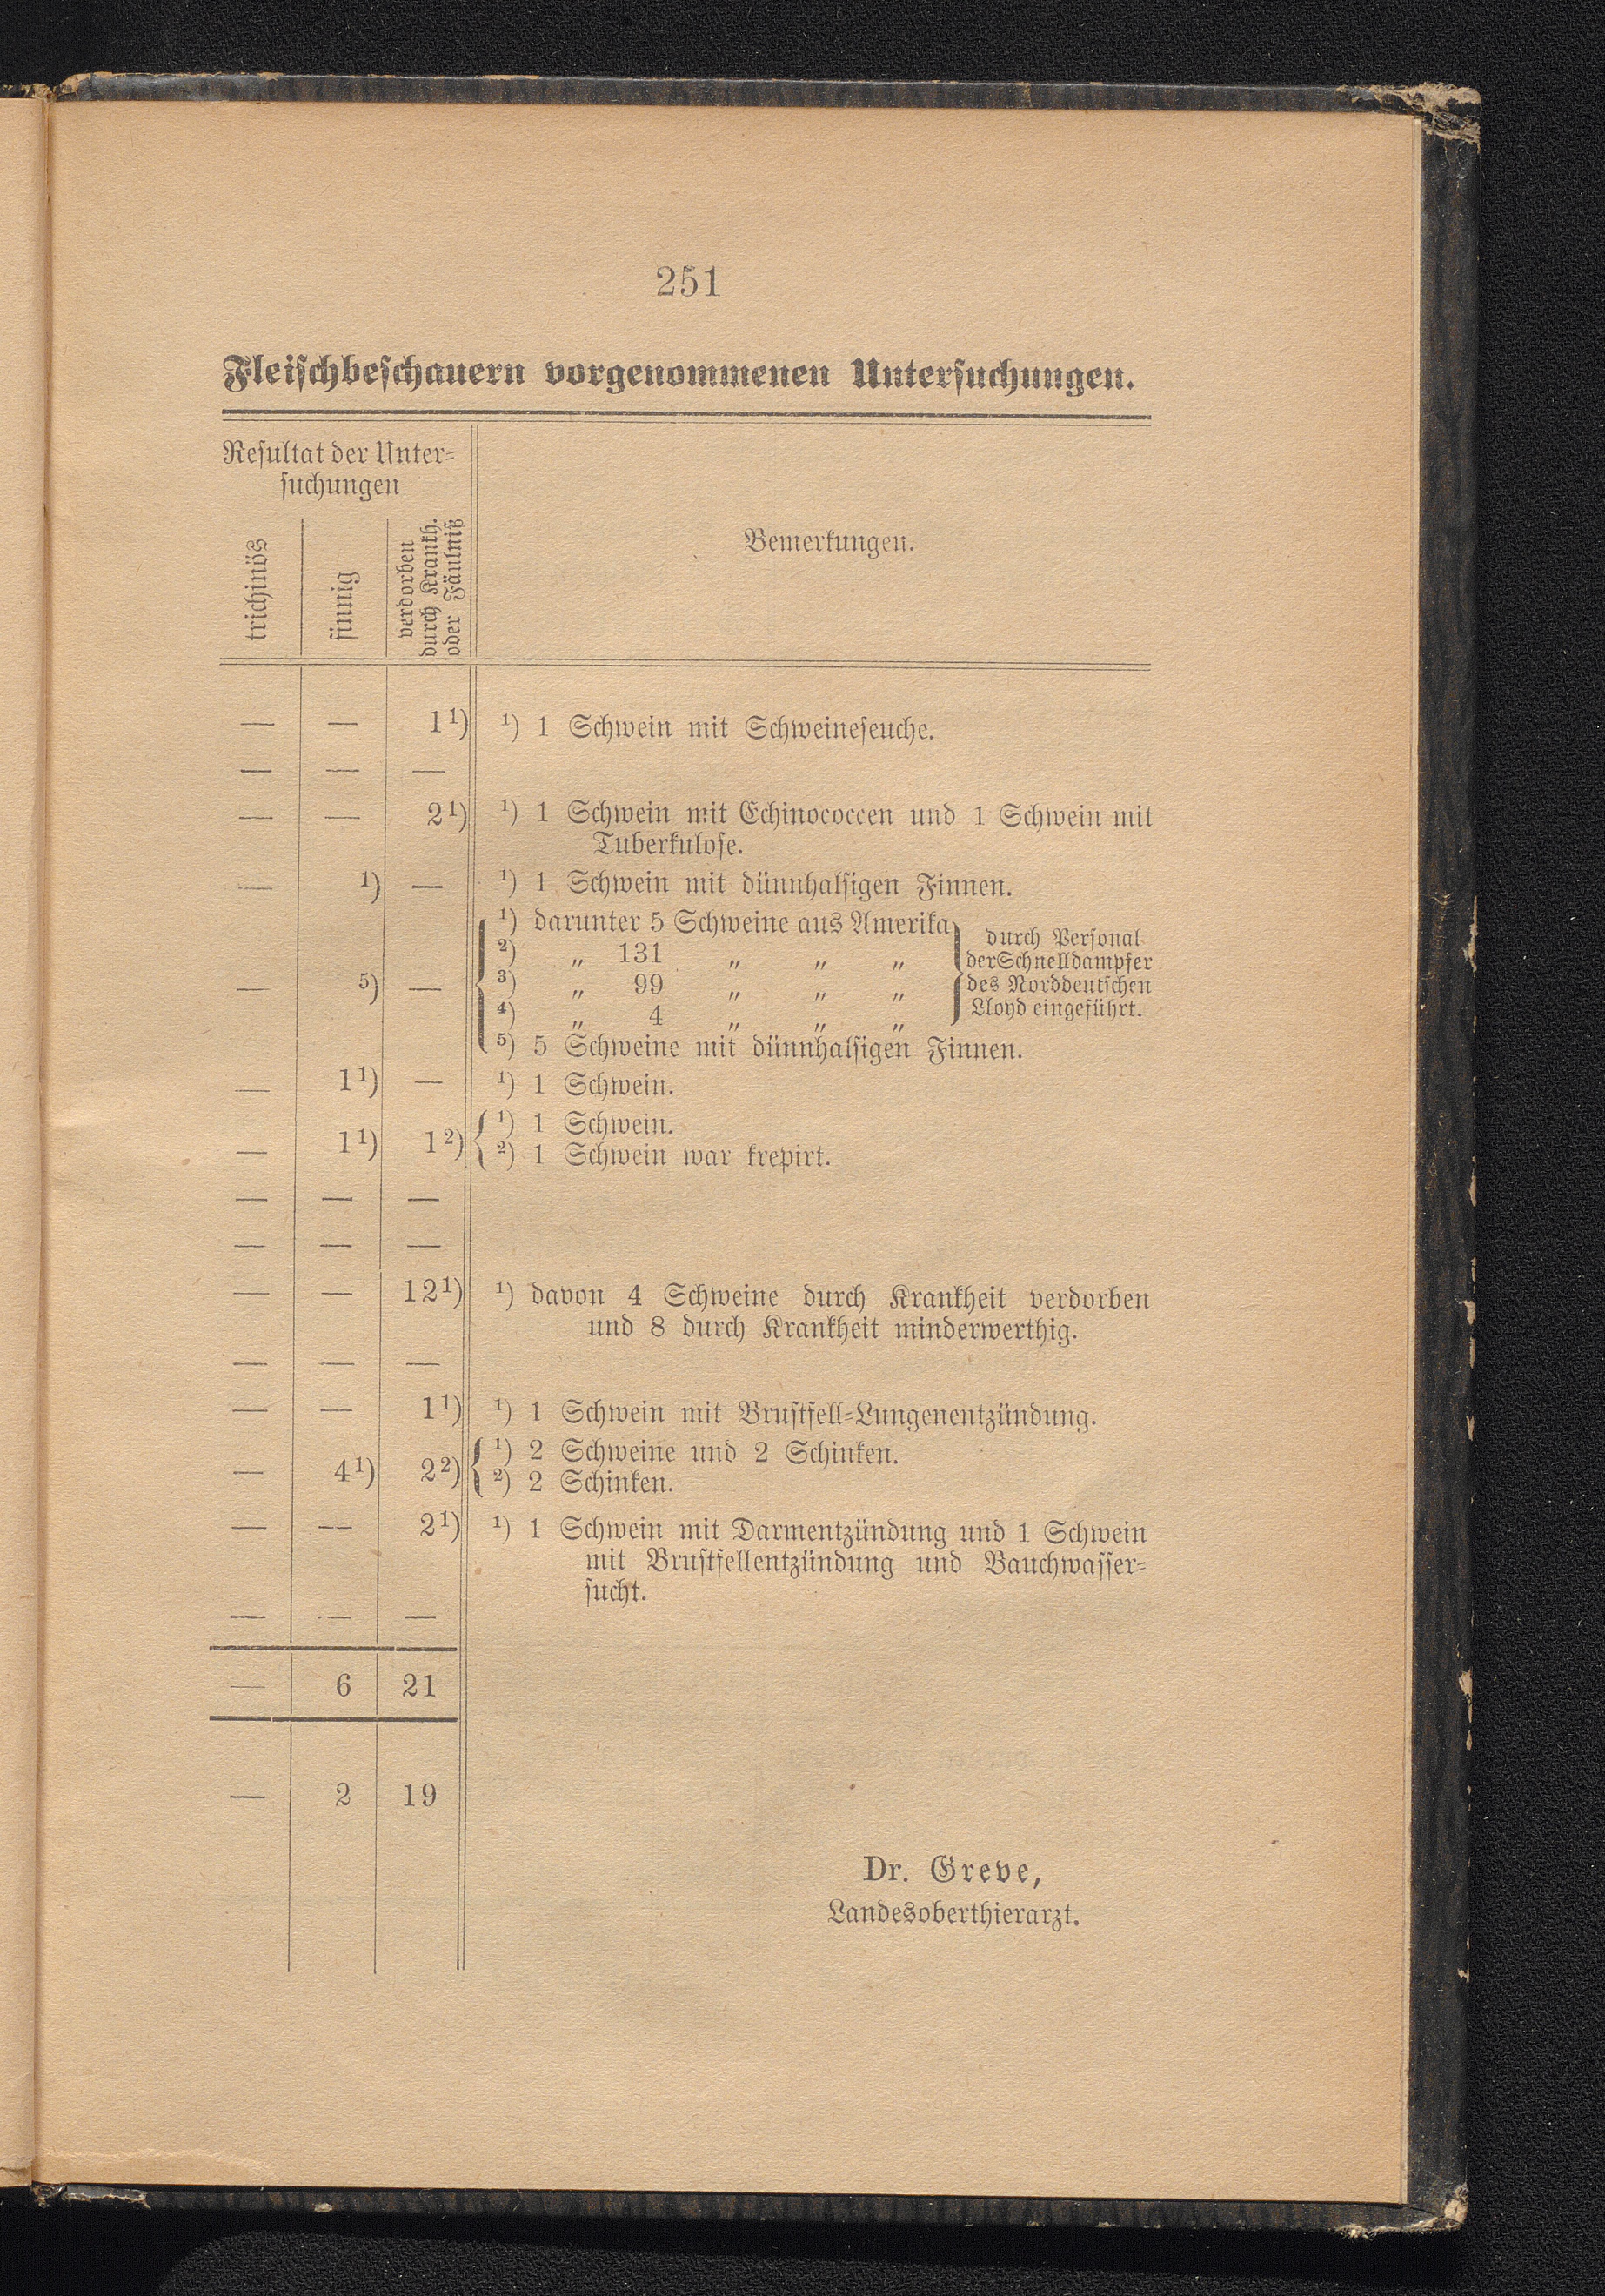 251
Fleischbeschauern vorgenommenen Untersuchungen.
Resultat der Unter-
suchungen
trichinös
finnig
verdorben
durch Krankh.
oder Fäulniß
Bemerkungen.
— — 1¹) ¹) 1 Schwein mit Schweineseuche.
— — —
— — 2¹) ¹) 1 Schwein mit Echinococcen und 1 Schwein mit
Tuberkulose.
— ¹) — ¹) 1 Schwein mit dünnhalsigen Finnen.
¹) darunter 5 Schweine aus Amerika
²) „ 131 „ „ „
— ⁵) — ³) „ 99 „ „ „
⁴) „ 4 „ „ „
durch Personal
der Schnelldampfer
des Norddeutschen
Lloyd eingeführt.
⁵) 5 Schweine mit dünnhalsigen Finnen.
— 1¹) — ¹) 1 Schwein.
— 1¹) 1²) ¹) 1 Schwein.
²) 1 Schwein war krepirt.
— — —
— — —
— — 12¹) ¹) davon 4 Schweine durch Krankheit verdorben
und 8 durch Krankheit minderwerthig.
— — —
— — 1¹) ¹) 1 Schwein mit Brustfell-Lungenentzündung.
— 4¹) 2²) ¹) 2 Schweine und 2 Schinken.
²) 2 Schinken.
— — 2¹) ¹) 1 Schwein mit Darmentzündung und 1 Schwein
mit Brustfellentzündung und Bauchwasser-
sucht.
— — —
— 6 21
— 2 19
Dr. Greve,
Landesoberthierarzt.